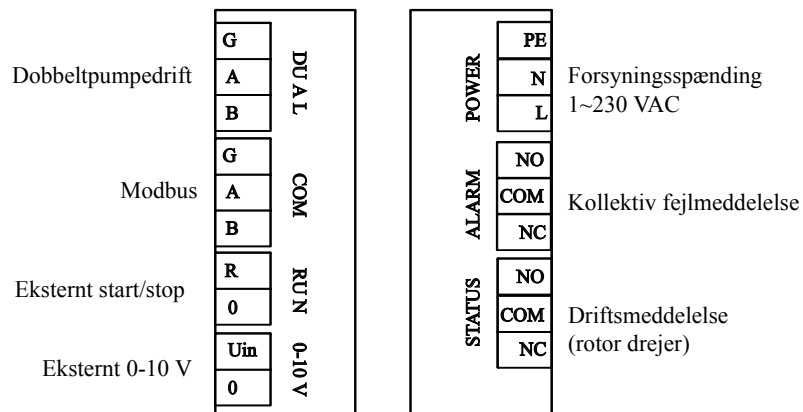 Dobbeltpumpedrift
G
A
B
DUAL
Modbus
G
A
B
COM
Eksternt start/stop
R
0
RUN
Eksternt 0-10 V
Uin
0
0-10 V
POWER
PE
N
L
Forsyningsspænding
1~230 VAC
ALARM
NO
COM
NC
Kollektiv fejlmeddelelse
STATUS
NO
COM
NC
Driftsmeddelelse
(rotor drejer)